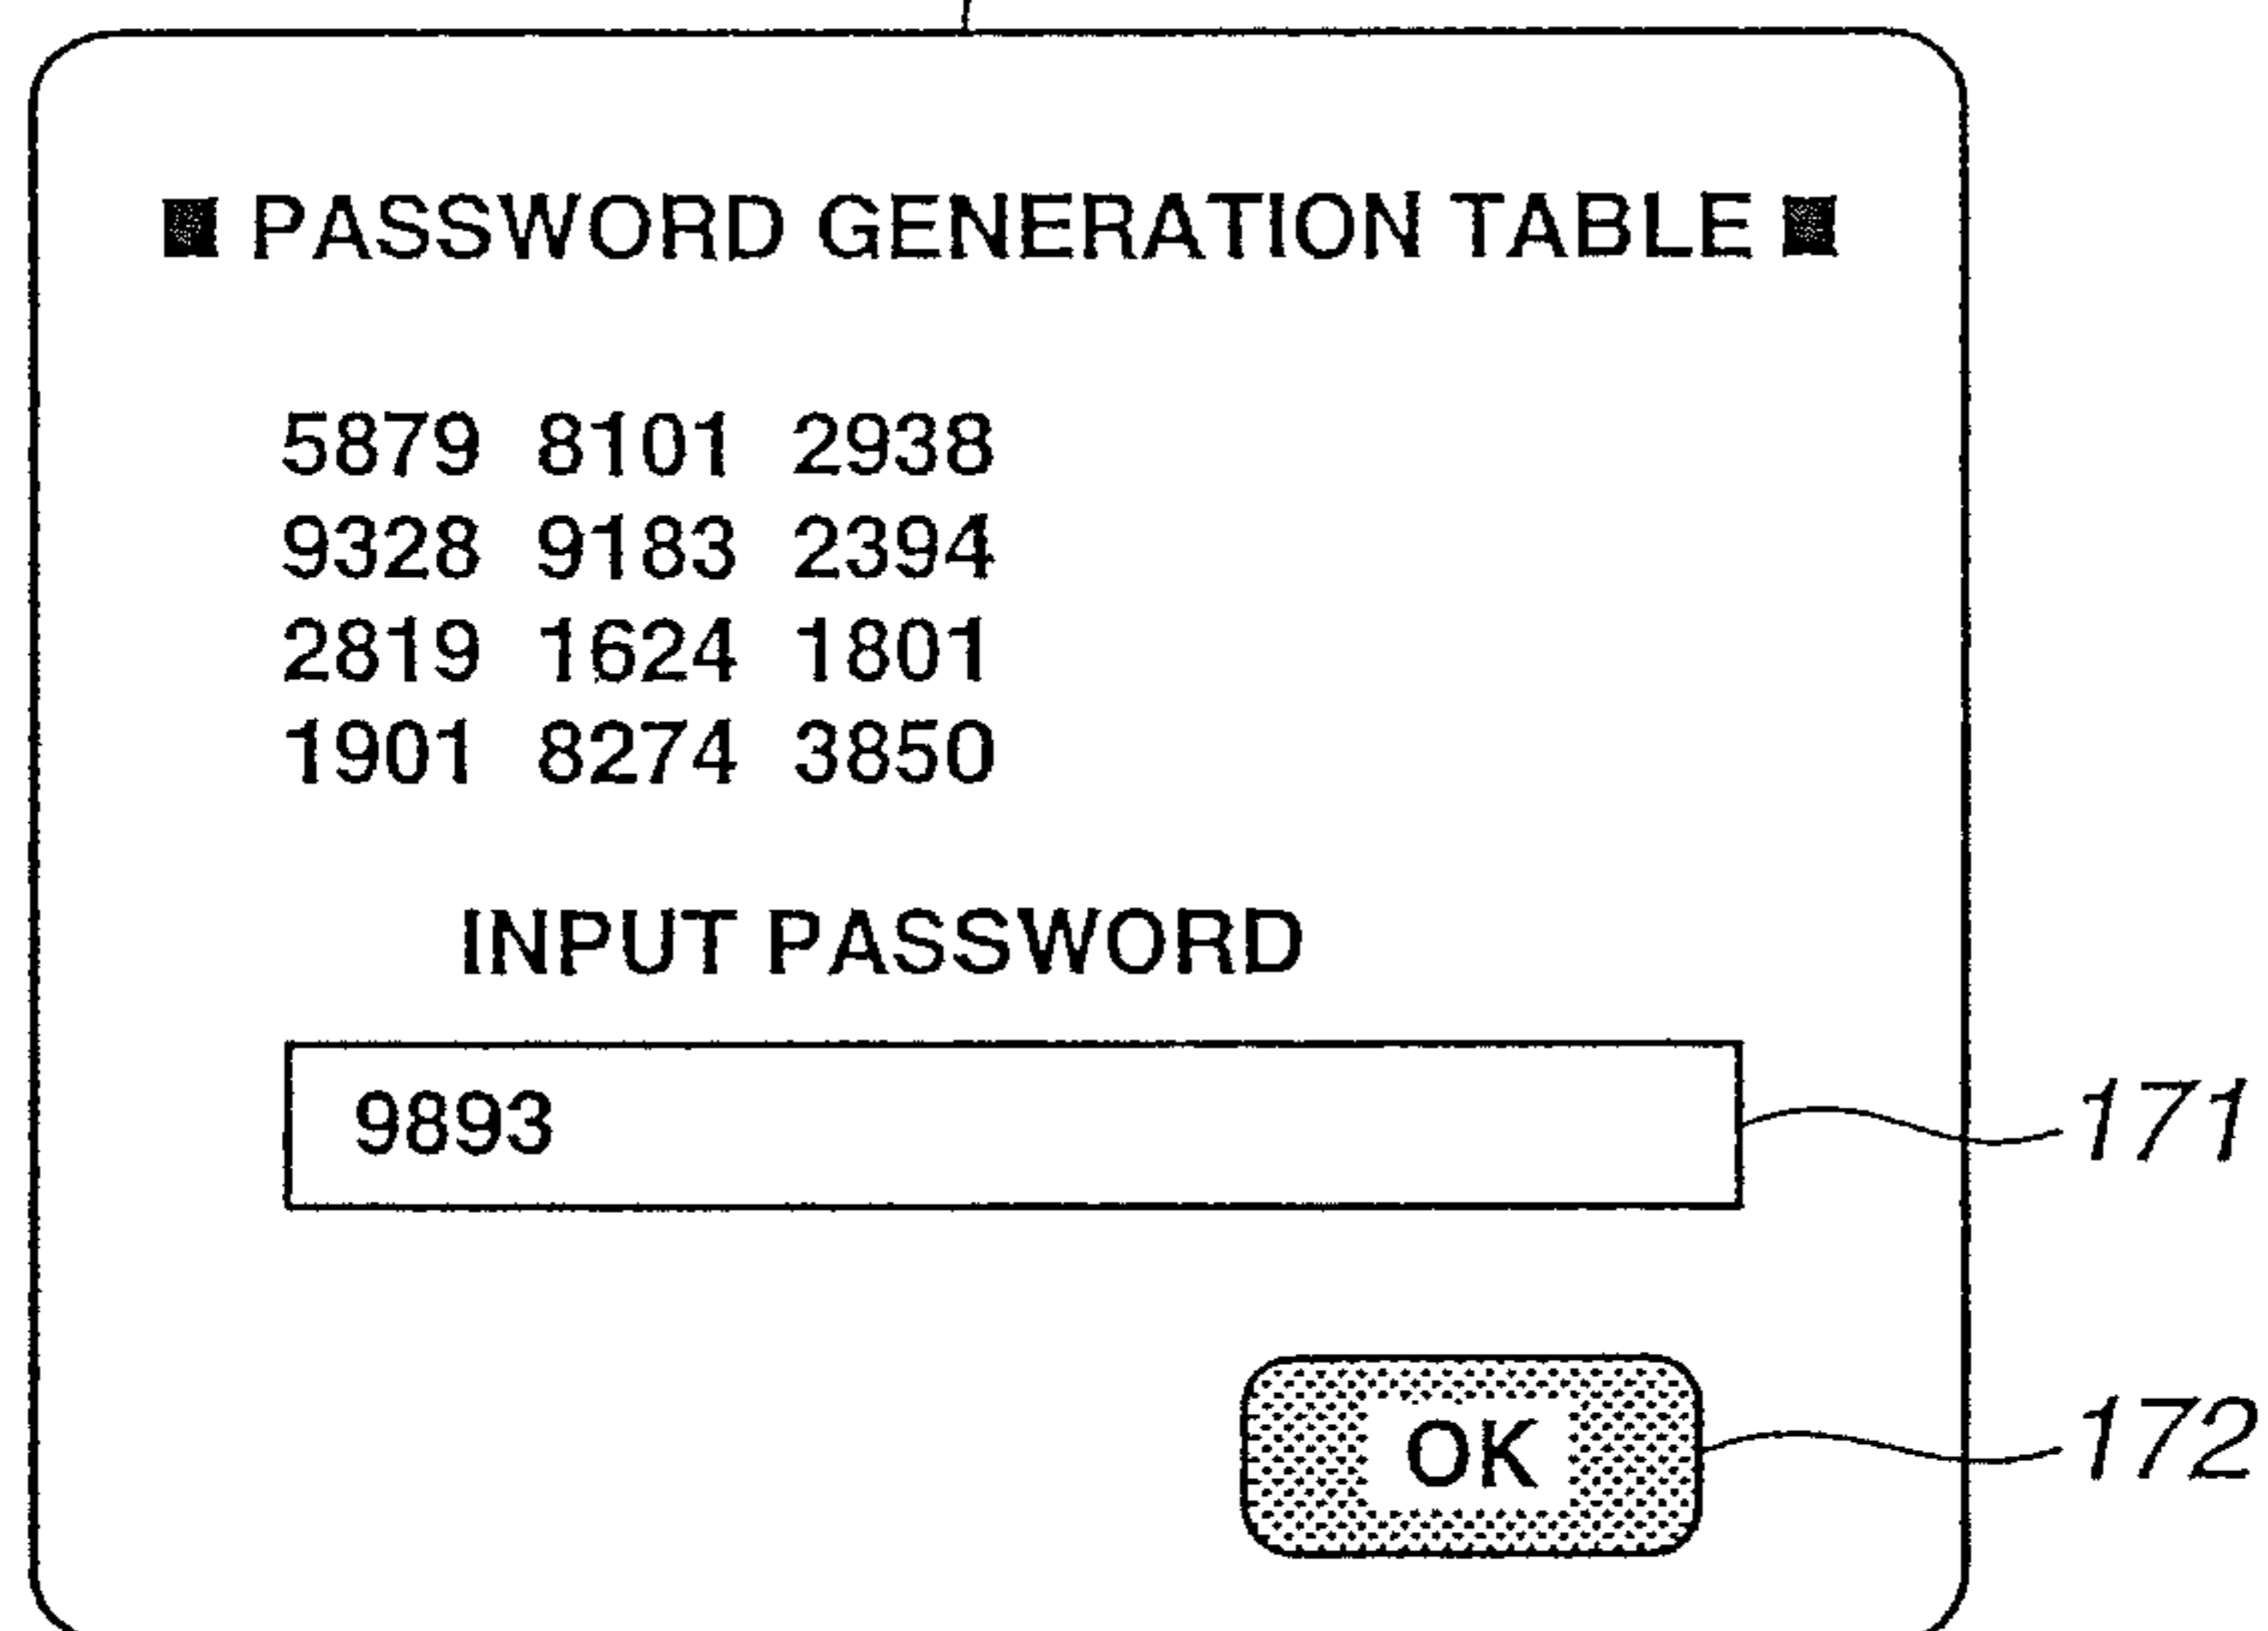 ■ PASSWORD GENERATION TABLE ■
5879 8101 2938
9328 9183 2394
2819 1624 1801
1901 8274 3850
INPUT PASSWORD
9893
171
OK
172